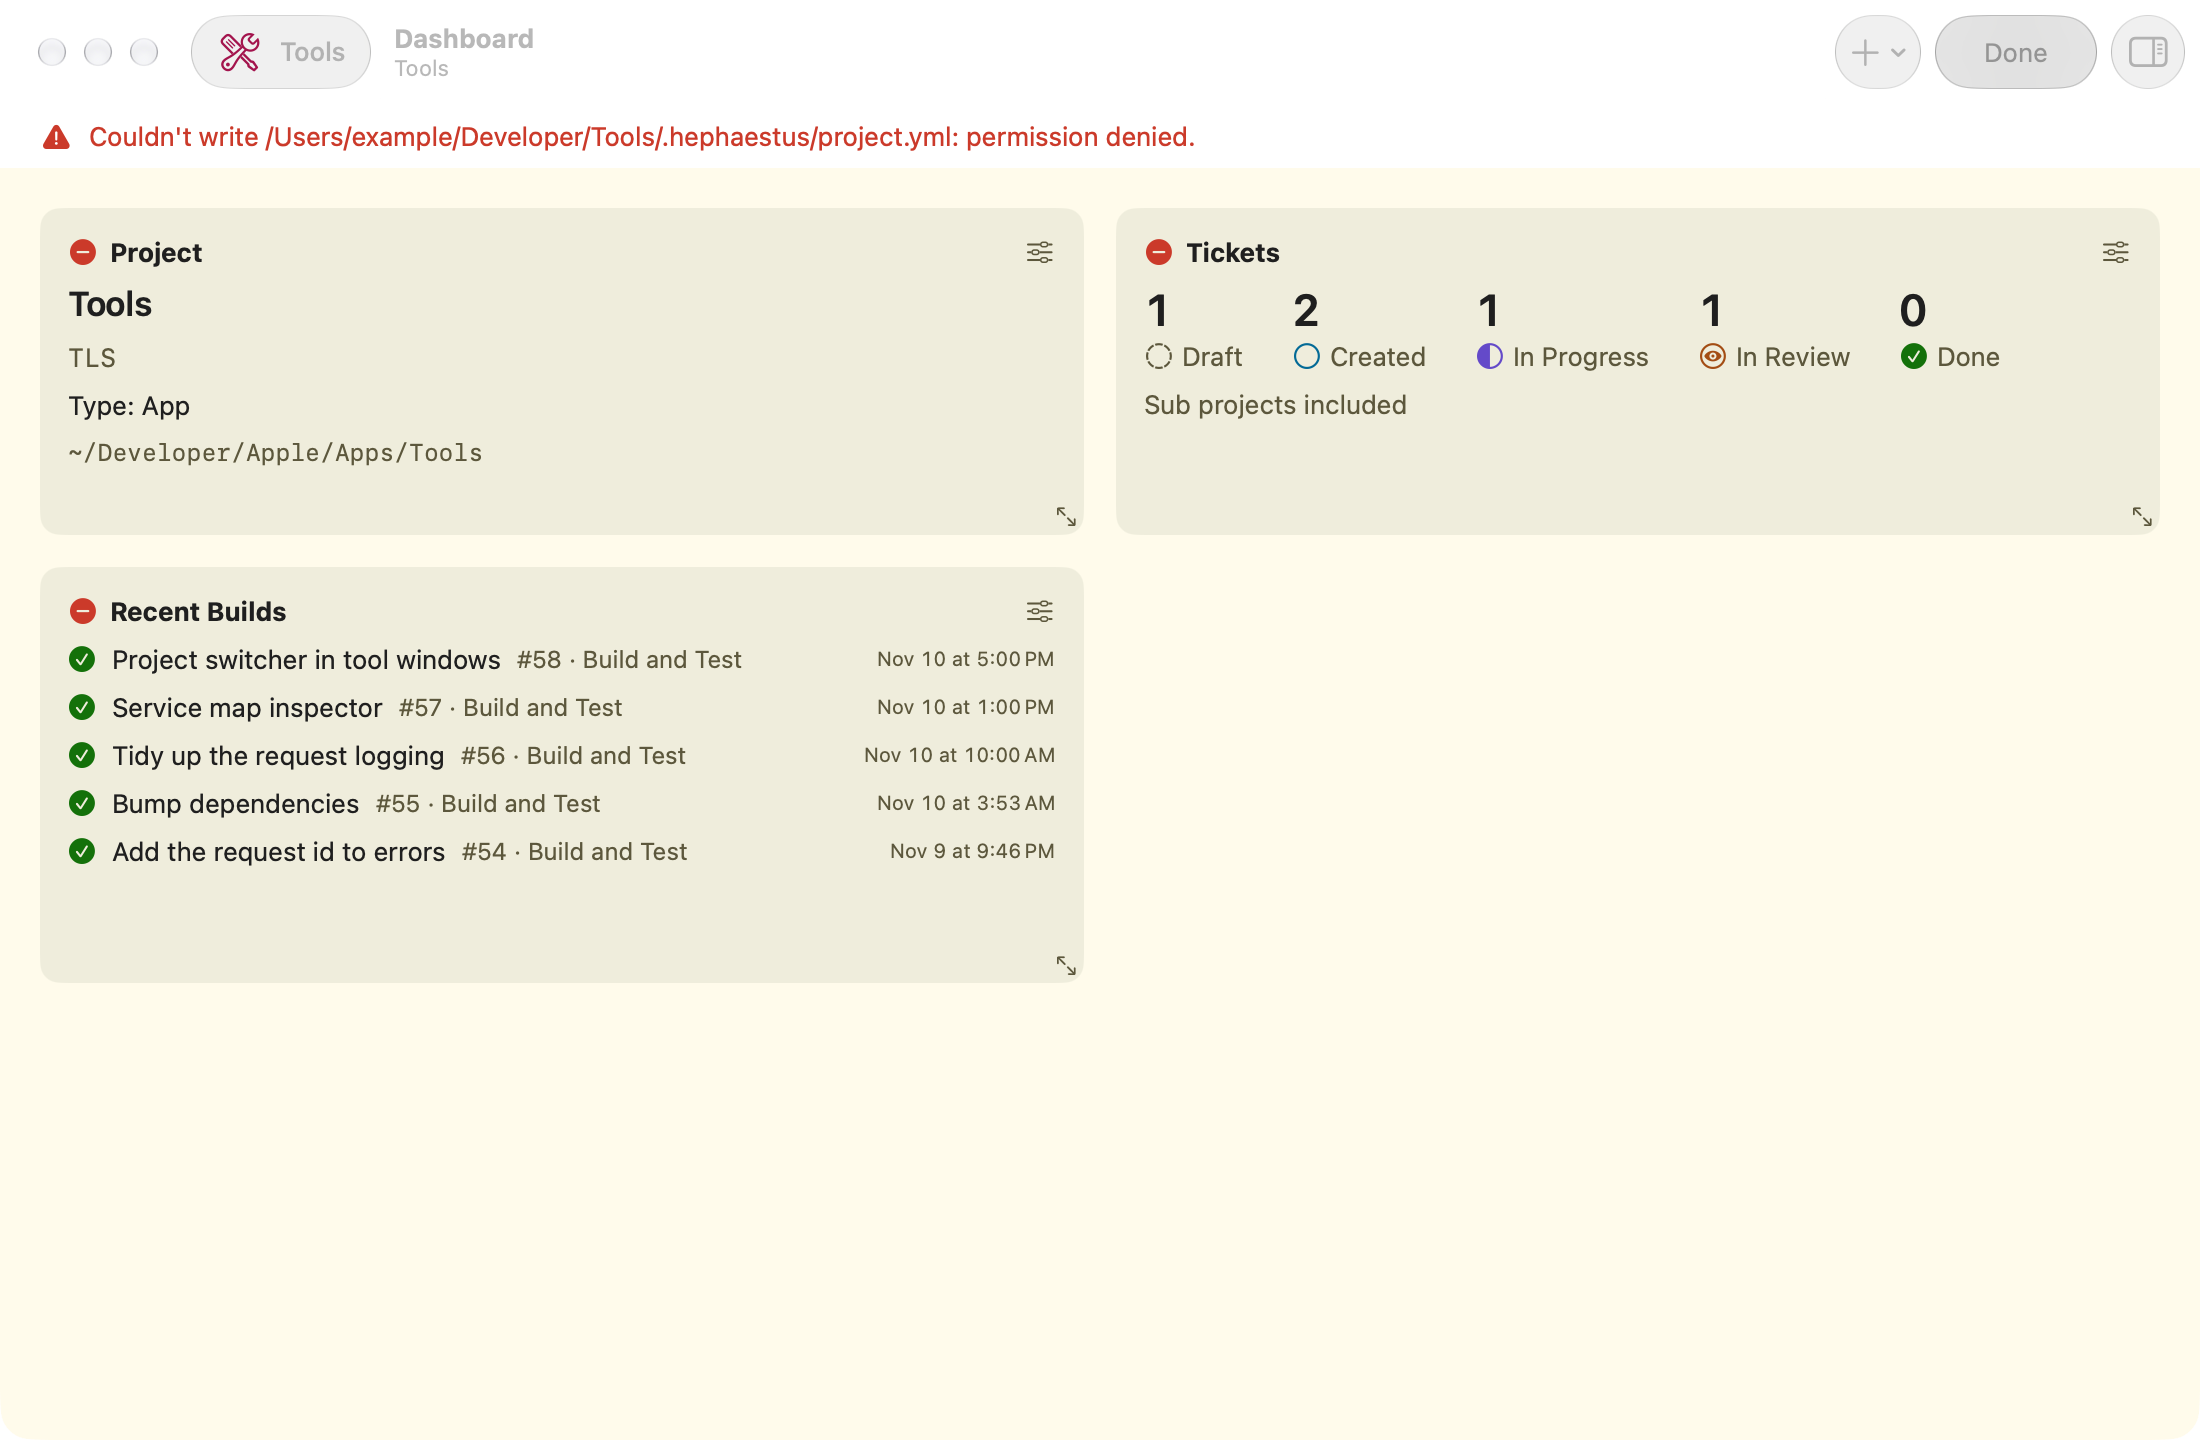 Tools
Dashboard
Tools
Done
Couldn't write /Users/example/Developer/Tools/.hephaestus/project.yml: permission denied.
Project
Tools
TLS
Type: App
~/Developer/Apple/Apps/Tools
Tickets
1 2 1 1 0
Draft Created In Progress In Review Done
Sub projects included
Recent Builds
Project switcher in tool windows #58 · Build and Test Nov 10 at 5:00 PM
Service map inspector #57 · Build and Test Nov 10 at 1:00 PM
Tidy up the request logging #56 · Build and Test Nov 10 at 10:00 AM
Bump dependencies #55 · Build and Test Nov 10 at 3:53 AM
Add the request id to errors #54 · Build and Test Nov 9 at 9:46 PM